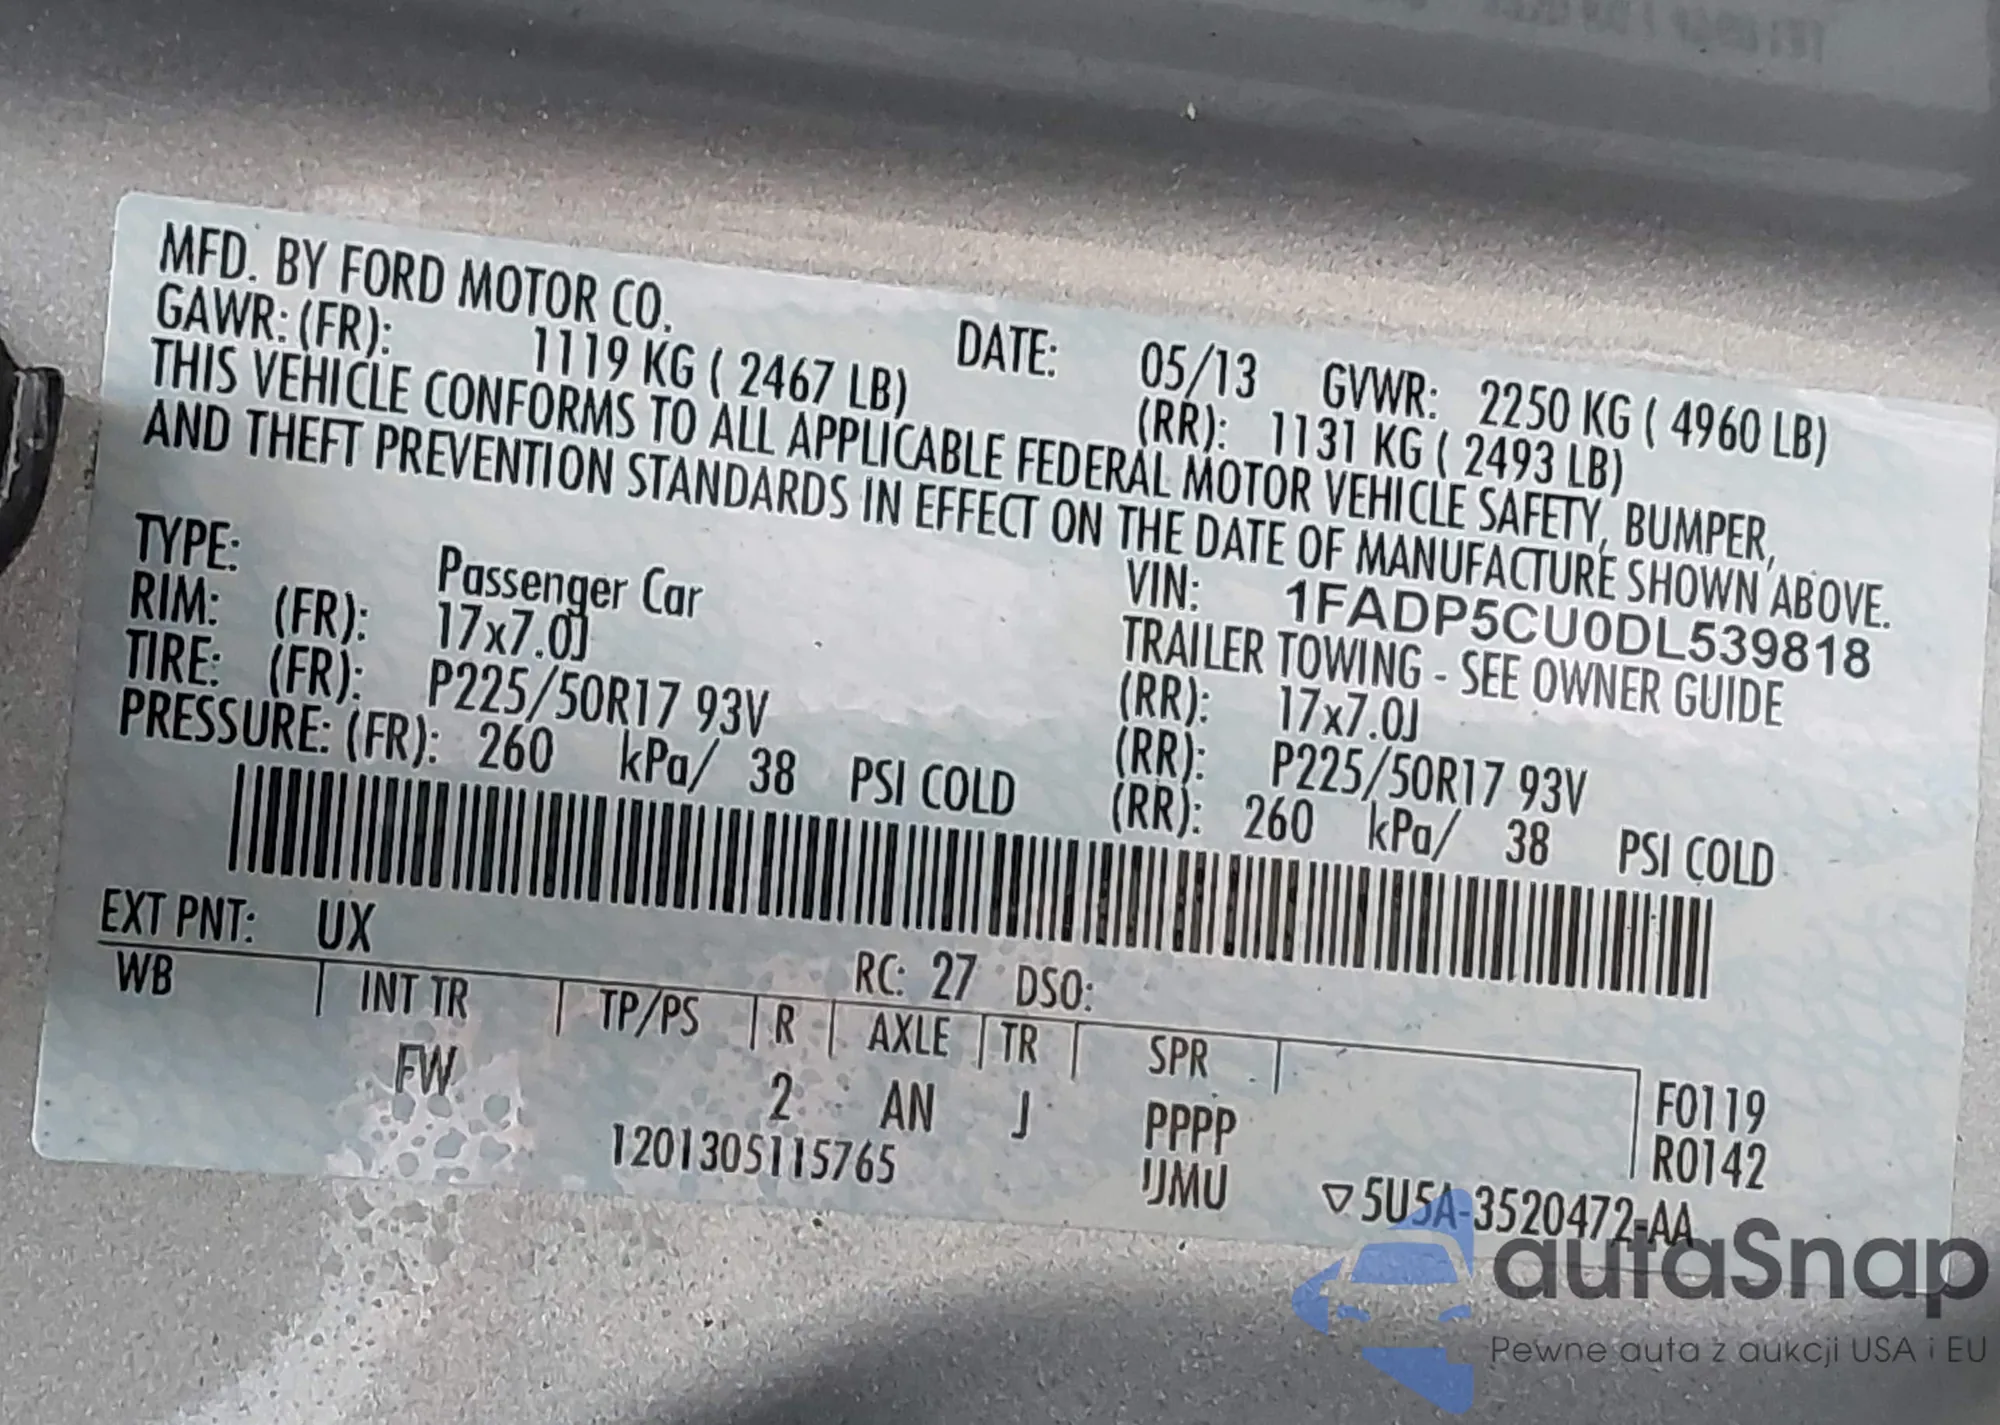 MFD. BY FORD MOTOR CO. DATE: 05/13 GVWR: 2250 KG ( 4960 LB)
GAWR: (FR): 1119 KG ( 2467 LB) (RR): 1131 KG ( 2493 LB)
THIS VEHICLE CONFORMS TO ALL APPLICABLE FEDERAL MOTOR VEHICLE SAFETY, BUMPER,
AND THEFT PREVENTION STANDARDS IN EFFECT ON THE DATE OF MANUFACTURE SHOWN ABOVE.
VIN: 1FADP5CU0DL539818
TYPE: Passenger Car TRAILER TOWING - SEE OWNER GUIDE
RIM: (FR): 17x7.0J (RR): 17x7.0J
TIRE: (FR): P225/50R17 93V (RR): P225/50R17 93V
PRESSURE: (FR): 260 kPa/ 38 PSI COLD (RR): 260 kPa/ 38 PSI COLD
EXT PNT: UX RC: 27 DSO:
WB INT TR TP/PS R AXLE TR SPR F0119
FW 2 AN J PPPP R0142
1201305115765 UMU ▽5U5A-3520472-AA
autaSnap
Pewne auta z aukcji USA i EU